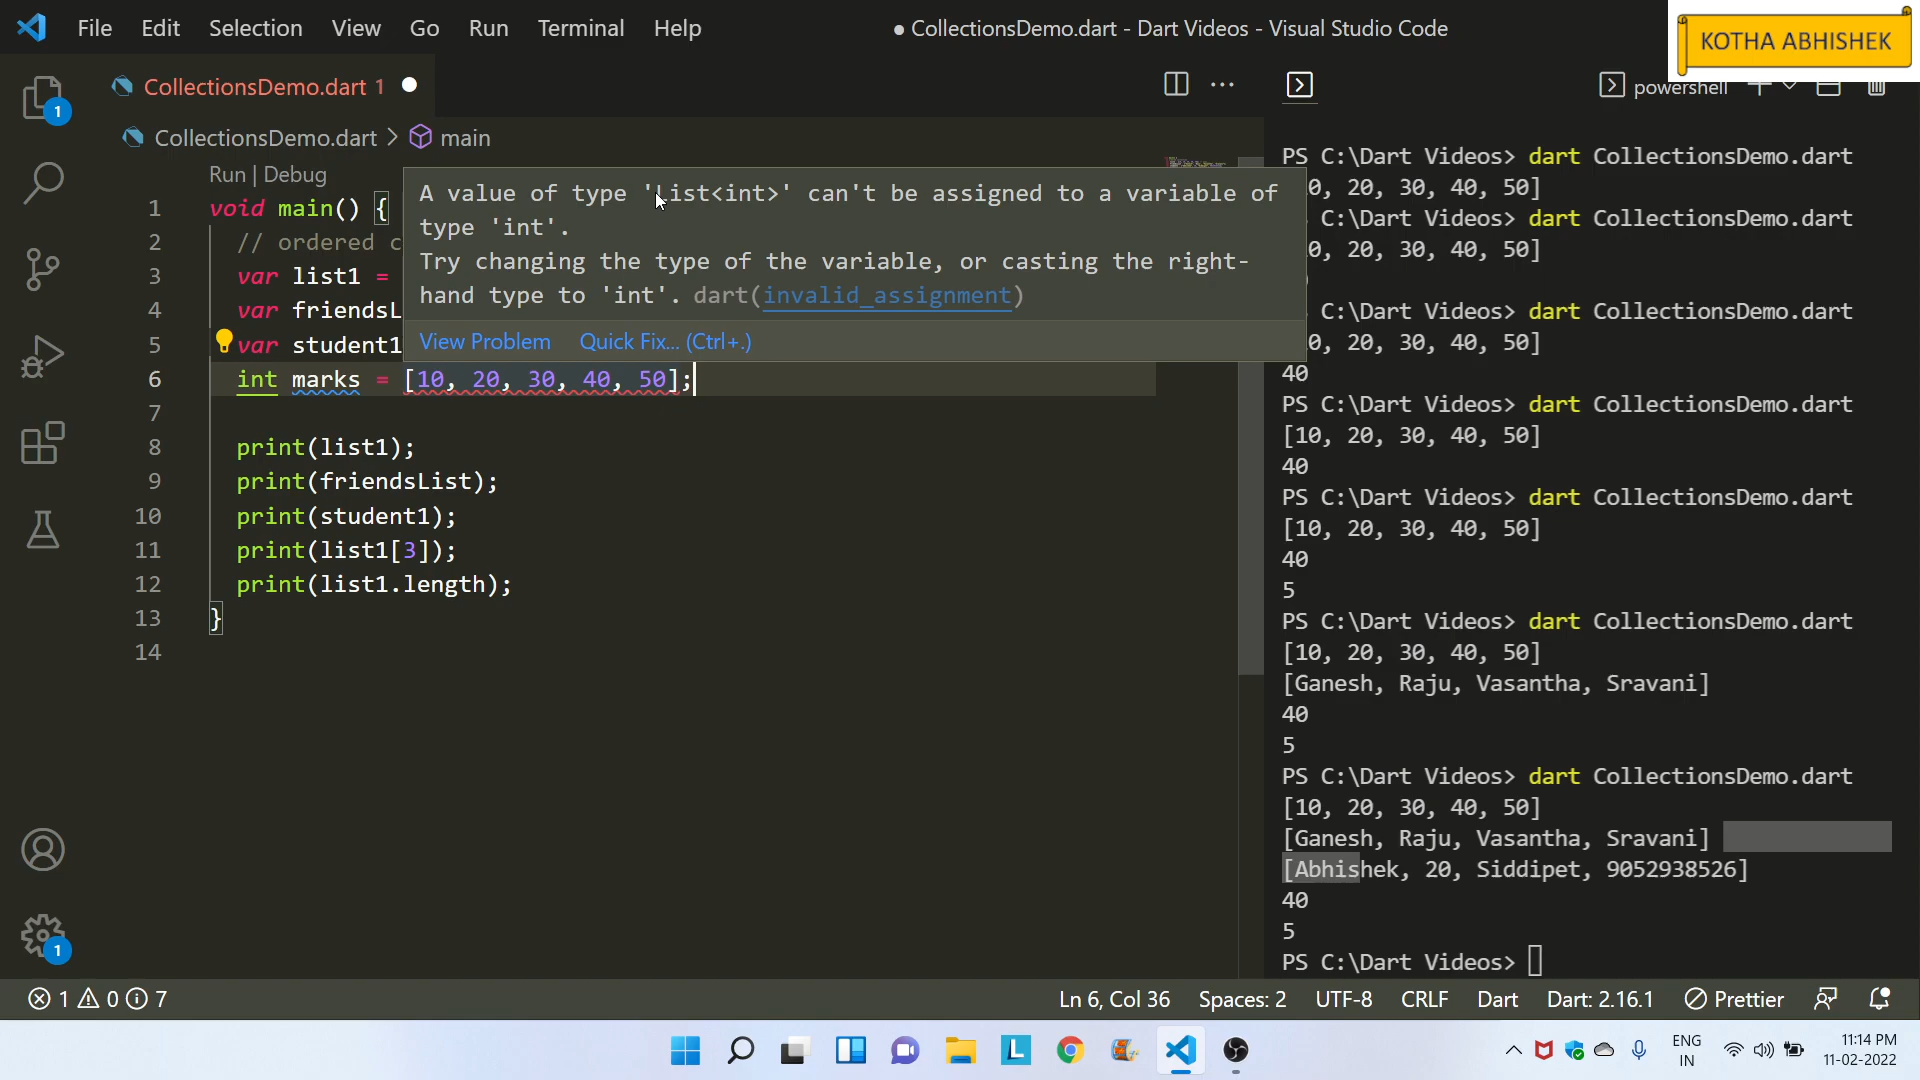 File Edit Selection View Go Run Terminal Help
● CollectionsDemo.dart - Dart Videos - Visual Studio Code
KOTHA ABHISHEK
CollectionsDemo.dart 1
powershell
CollectionsDemo.dart > main
Run | Debug
1 void main() {
2 // ordered c
3 var list1 =
4 var friendsL
5 var student1
6 int marks = [10, 20, 30, 40, 50];
7
8 print(list1);
9 print(friendsList);
10 print(student1);
11 print(list1[3]);
12 print(list1.length);
13 }
14
A value of type 'List<int>' can't be assigned to a variable of
type 'int'.
Try changing the type of the variable, or casting the right-
hand type to 'int'. dart(invalid_assignment)
View Problem Quick Fix... (Ctrl+.)
PS C:\Dart Videos> dart CollectionsDemo.dart
0, 20, 30, 40, 50]
PS C:\Dart Videos> dart CollectionsDemo.dart
0, 20, 30, 40, 50]
PS C:\Dart Videos> dart CollectionsDemo.dart
0, 20, 30, 40, 50]
40
PS C:\Dart Videos> dart CollectionsDemo.dart
[10, 20, 30, 40, 50]
40
PS C:\Dart Videos> dart CollectionsDemo.dart
[10, 20, 30, 40, 50]
40
5
PS C:\Dart Videos> dart CollectionsDemo.dart
[10, 20, 30, 40, 50]
[Ganesh, Raju, Vasantha, Sravani]
40
5
PS C:\Dart Videos> dart CollectionsDemo.dart
[10, 20, 30, 40, 50]
[Ganesh, Raju, Vasantha, Sravani]
[Abhishek, 20, Siddipet, 9052938526]
40
5
PS C:\Dart Videos>
1
1
1 0 7
Ln 6, Col 36 Spaces: 2 UTF-8 CRLF Dart Dart: 2.16.1 Prettier
L
ENG
IN
11:14 PM
11-02-2022